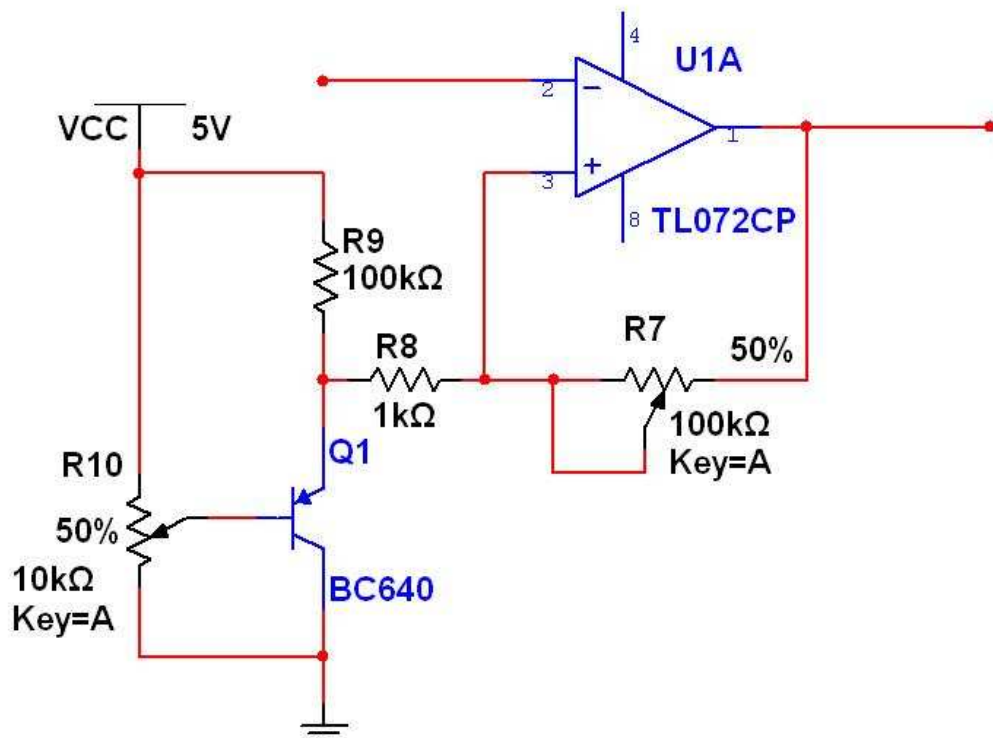 4
U1A
2
VCC
5V
1
3
8
TL072CP
R9
100kΩ
R7
50%
R8
1kΩ
100kΩ
Key=A
Q1
R10
50%
10kΩ
Key=A
BC640